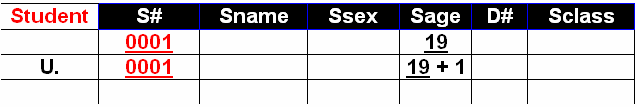 Student S# Sname Ssex Sage D# Sclass
0001 19
U. 0001 19 + 1